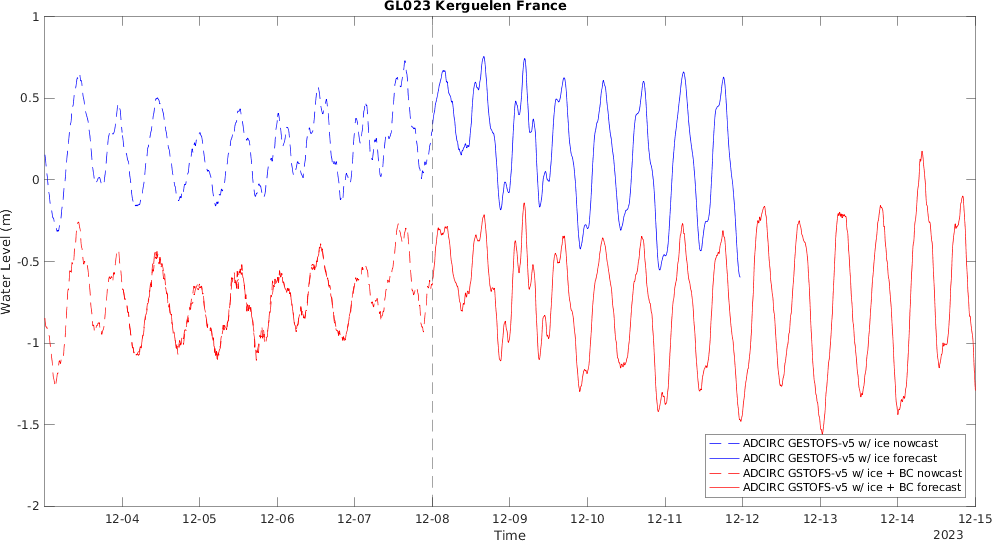 GL023 Kerguelen France
1
0.5
0
-0.5
-1
-1.5
-2
Water Level (m)
ADCIRC GESTOFS-v5 w/ ice nowcast
ADCIRC GESTOFS-v5 w/ ice forecast
ADCIRC GSTOFS-v5 w/ ice + BC nowcast
ADCIRC GSTOFS-v5 w/ ice + BC forecast
12-04 12-05 12-06 12-07 12-08 12-09 12-10 12-11 12-12 12-13 12-14 12-15
Time
2023